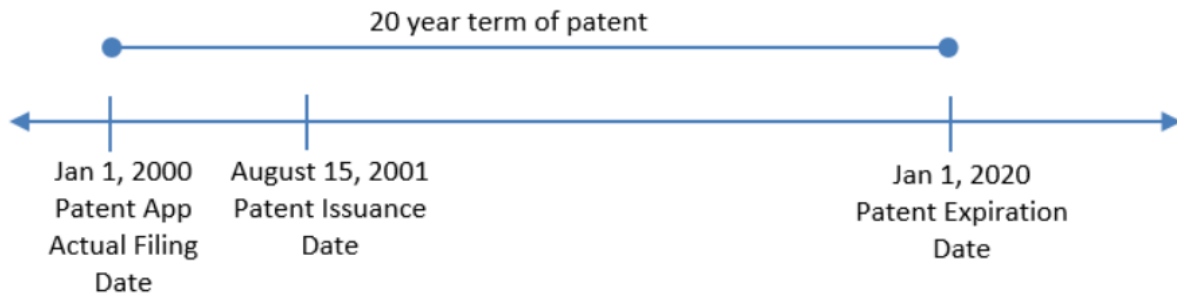 20 year term of patent
Jan 1, 2000
Patent App
Actual Filing
Date
August 15, 2001
Patent Issuance
Date
Jan 1, 2020
Patent Expiration
Date